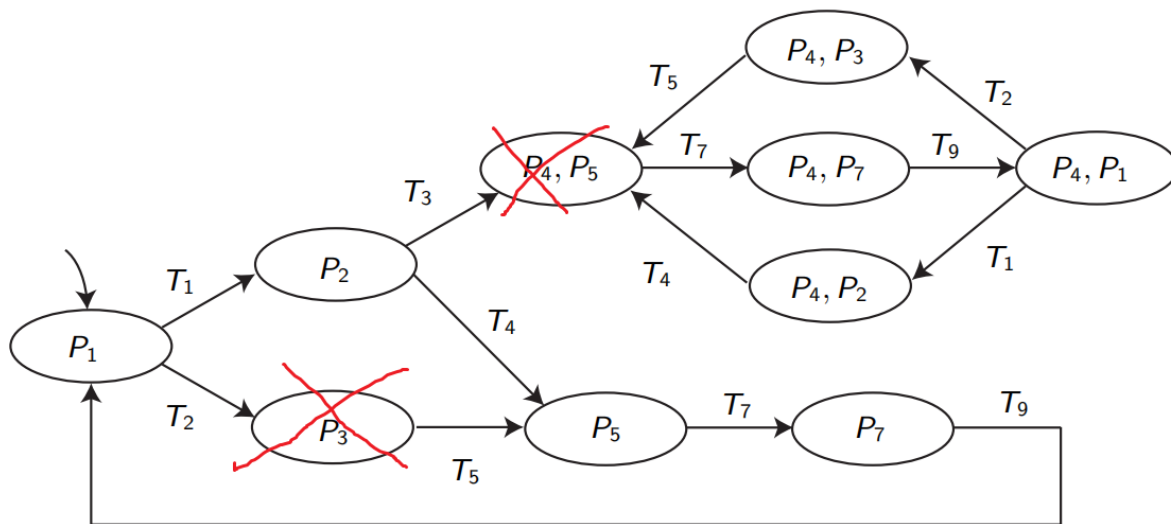 P4, P3
T5
T2
P4, P5
T7
P4, P7
T9
P4, P1
T3
T4
P4, P2
T1
P2
T1
T4
P1
T2
P3
T5
P5
T7
P7
T9